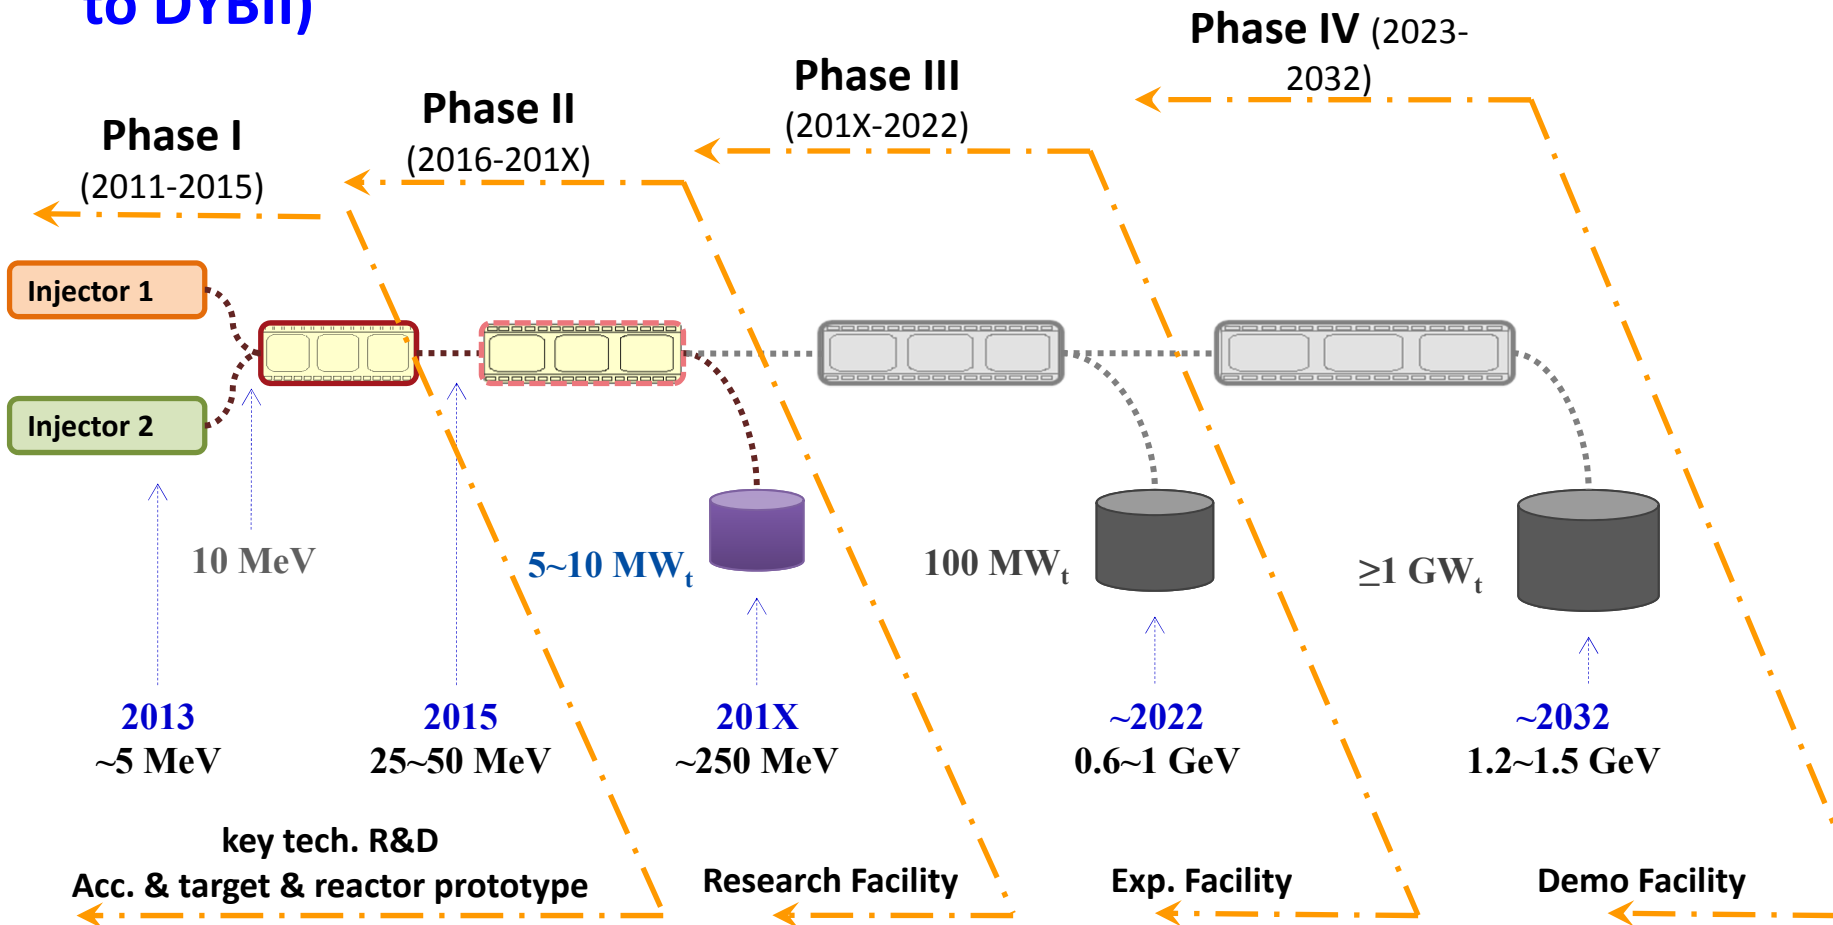 to DYBII)
Phase IV (2023-
2032)
Phase III
(201X-2022)
Phase II
(2016-201X)
Phase I
(2011-2015)
Injector 1
Injector 2
10 MeV
5~10 MWt
100 MWt
≥1 GWt
2013
~5 MeV
2015
25~50 MeV
201X
~250 MeV
~2022
0.6~1 GeV
~2032
1.2~1.5 GeV
key tech. R&D
Acc. & target & reactor prototype
Research Facility
Exp. Facility
Demo Facility